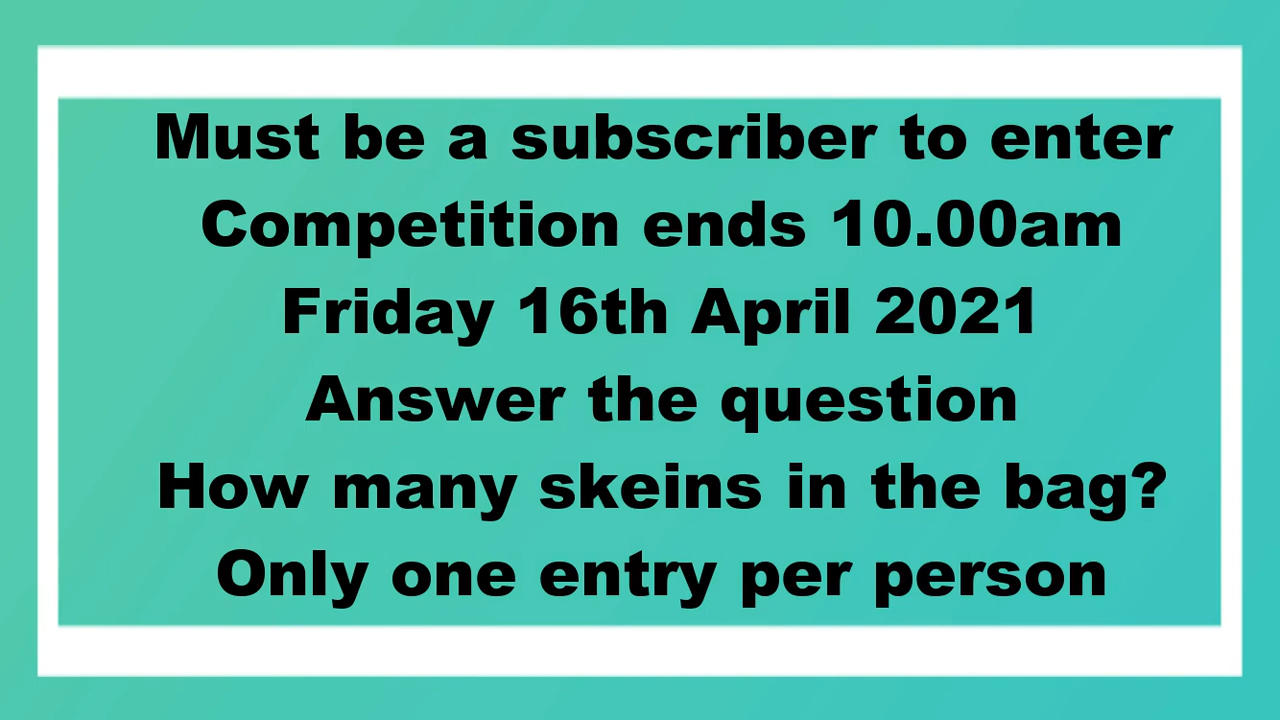 Must be a subscriber to enter
Competition ends 10.00am
Friday 16th April 2021
Answer the question
How many skeins in the bag?
Only one entry per person